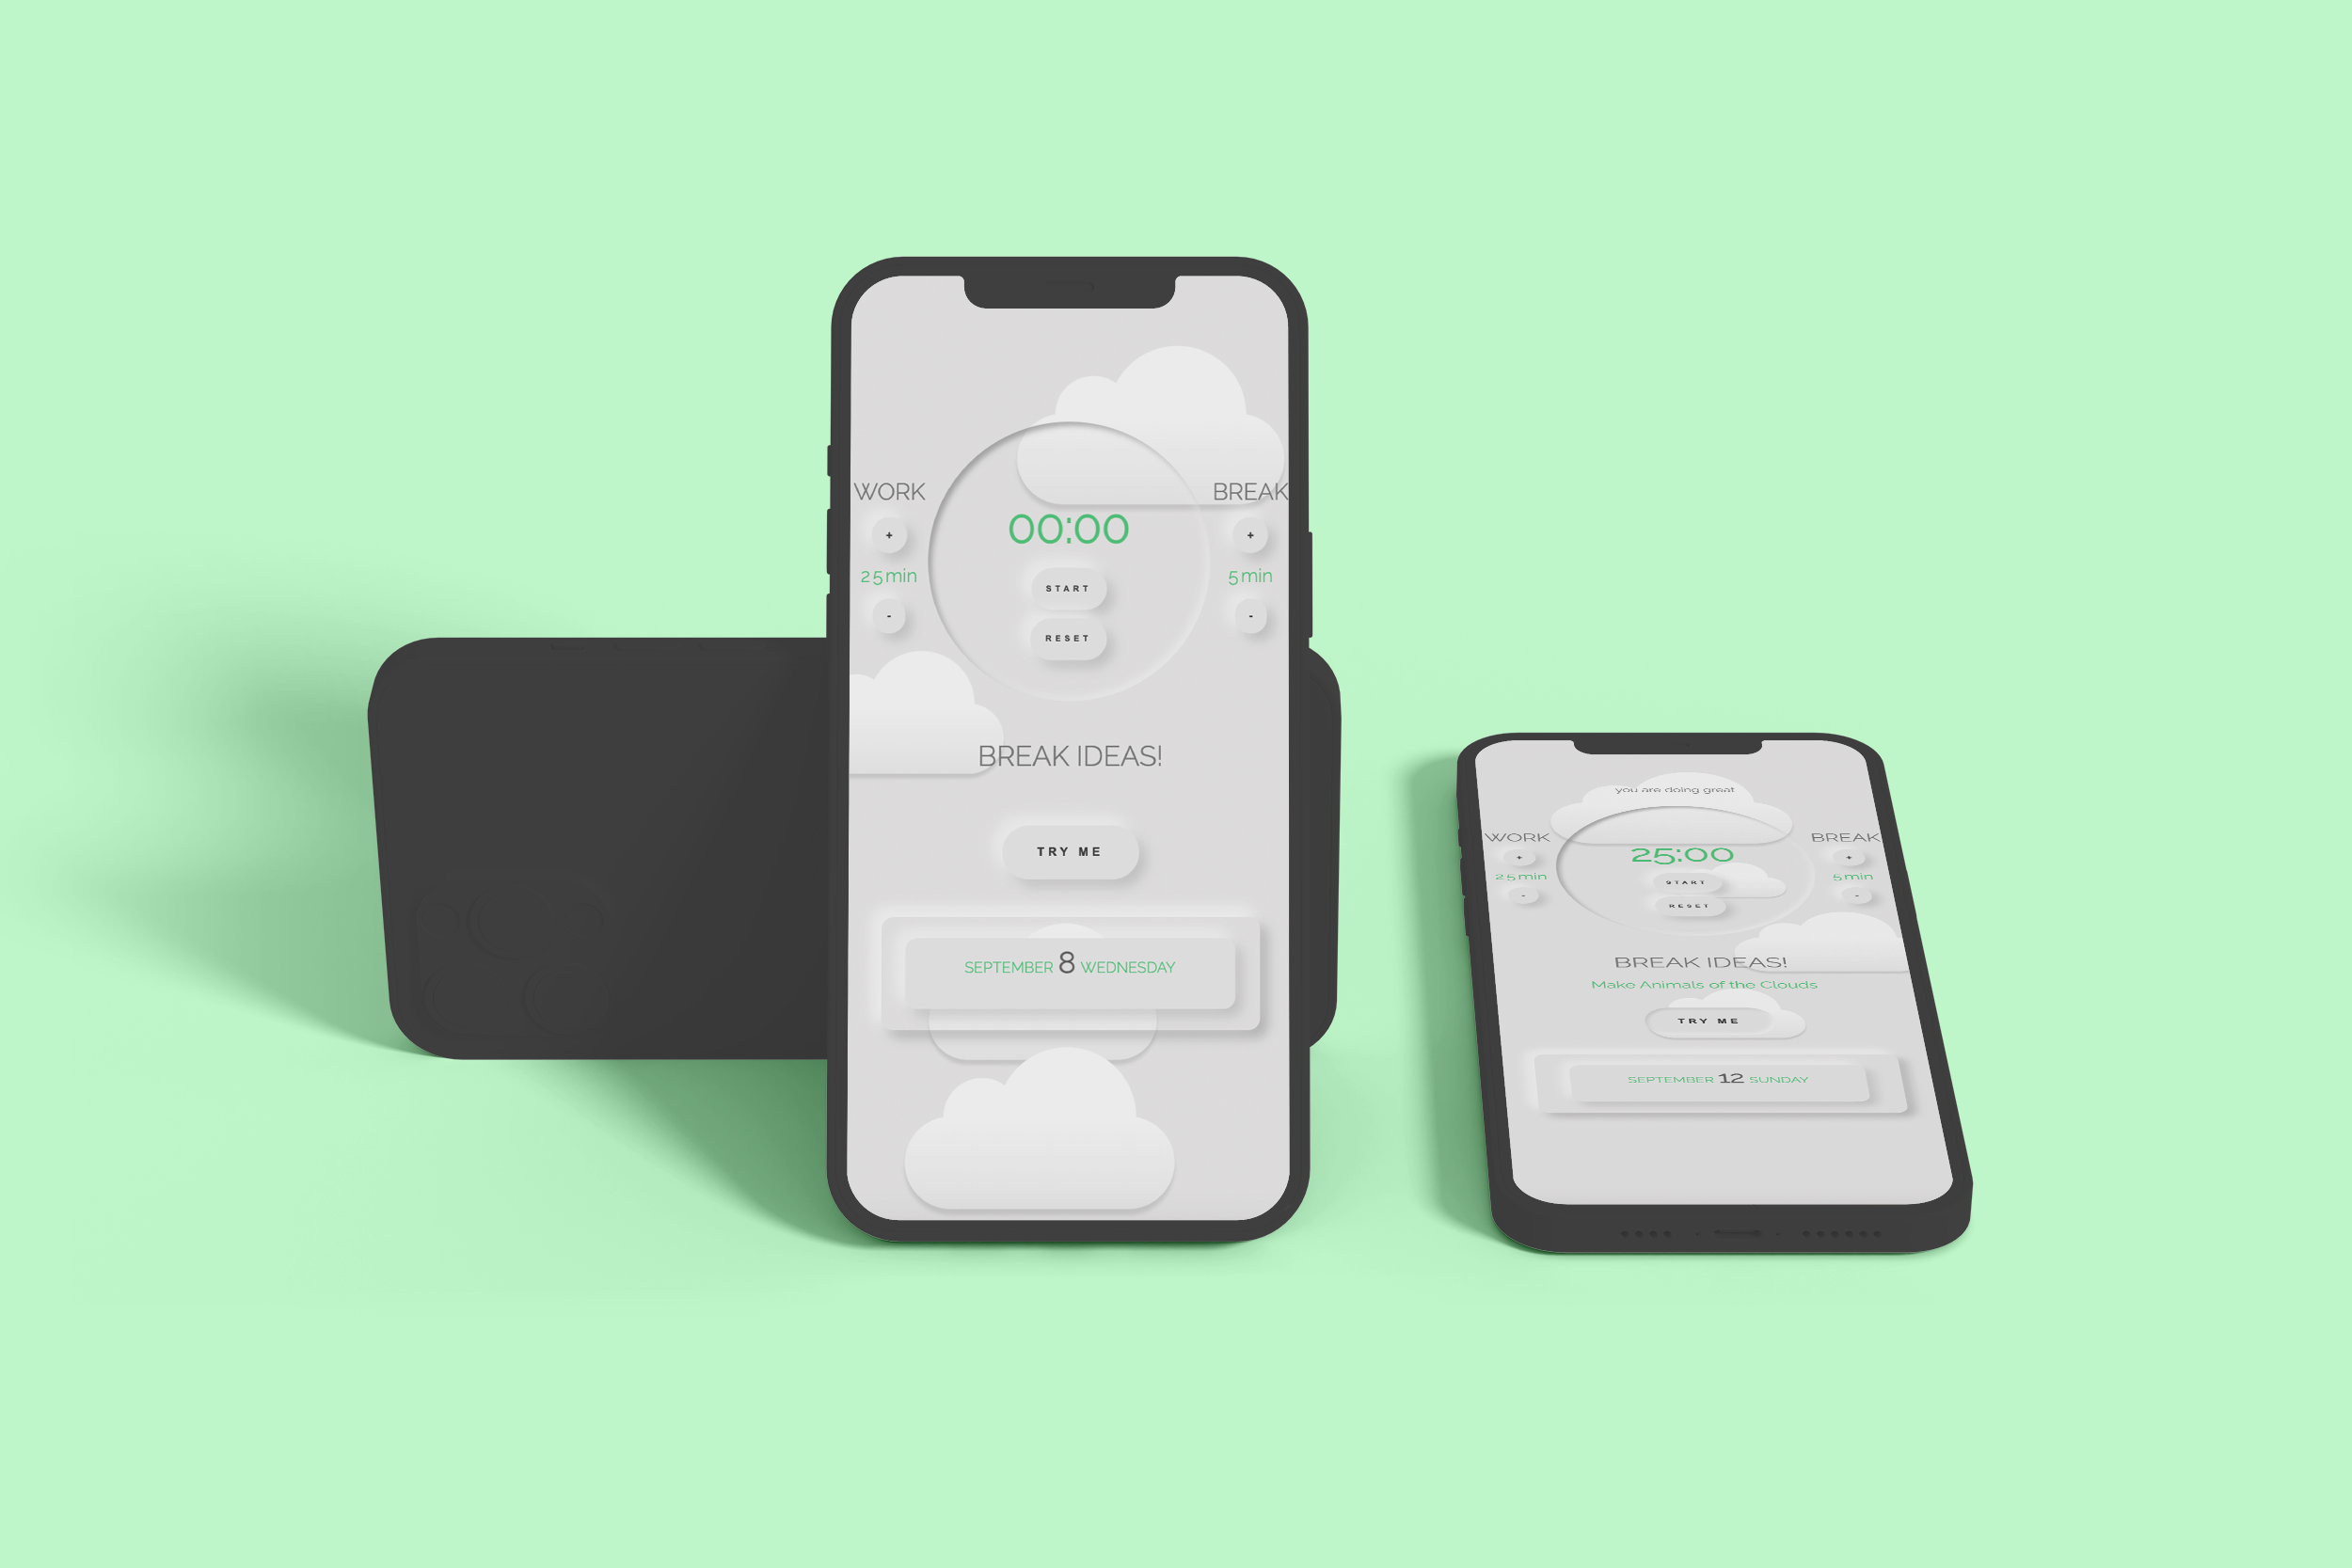 WORK
BREAK
00:00
+
+
25min
5min
START
-
-
RESET
BREAK IDEAS!
TRY ME
SEPTEMBER 8 WEDNESDAY
you are doing great
WORK
BREAK
25:00
+
+
25min
5min
START
-
-
RESET
BREAK IDEAS!
Make Animals of the Clouds
TRY ME
SEPTEMBER 12 SUNDAY